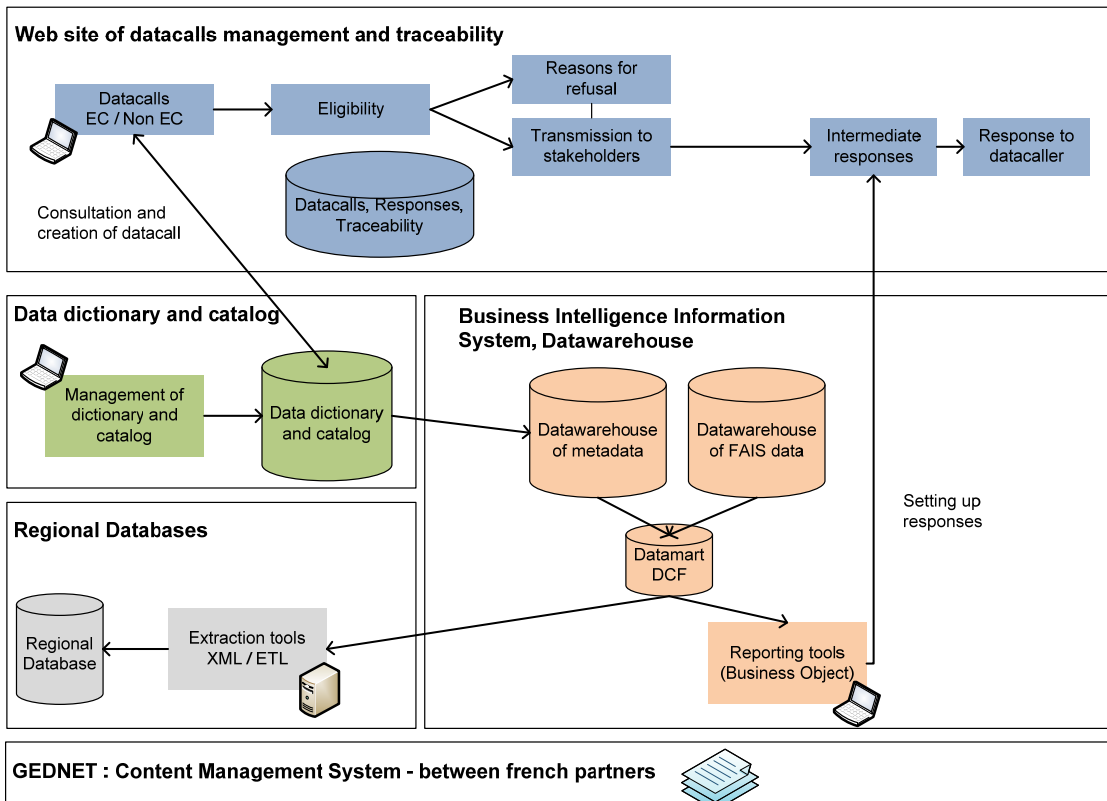 Web site of datacalls management and traceability
Datacalls
EC / Non EC
Eligibility
Reasons for
refusal
Transmission to
stakeholders
Intermediate
responses
Response to
datacaller
Datacalls, Responses,
Traceability
Consultation and
creation of datacall
Data dictionary and catalog
Management of
dictionary and
catalog
Data dictionary
and catalog
Business Intelligence Information
System, Datawarehouse
Datawarehouse
of metadata
Datawarehouse
of FAIS data
Datamart
DCF
Setting up
responses
Reporting tools
(Business Object)
Regional Databases
Regional
Database
Extraction tools
XML / ETL
GEDNET : Content Management System - between french partners